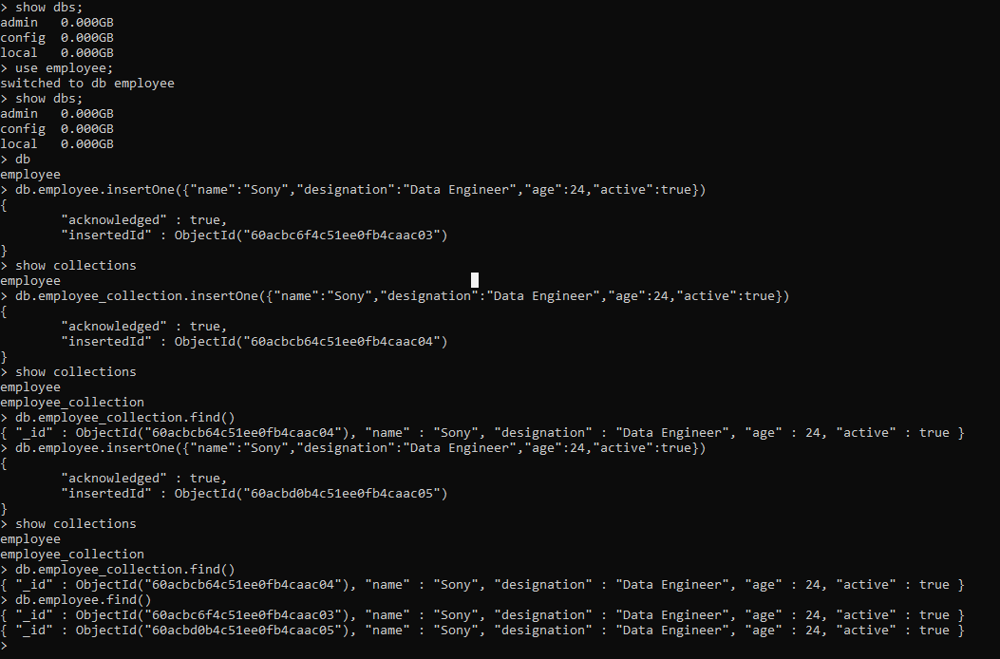 > show dbs;
admin   0.000GB
config  0.000GB
local   0.000GB
> use employee;
switched to db employee
> show dbs;
admin   0.000GB
config  0.000GB
local   0.000GB
> db
employee
> db.employee.insertOne({"name":"Sony","designation":"Data Engineer","age":24,"active":true})
{
        "acknowledged" : true,
        "insertedId" : ObjectId("60acbc6f4c51ee0fb4caac03")
}
> show collections
employee
> db.employee_collection.insertOne({"name":"Sony","designation":"Data Engineer","age":24,"active":true})
{
        "acknowledged" : true,
        "insertedId" : ObjectId("60acbcb64c51ee0fb4caac04")
}
> show collections
employee
employee_collection
> db.employee_collection.find()
{ "_id" : ObjectId("60acbcb64c51ee0fb4caac04"), "name" : "Sony", "designation" : "Data Engineer", "age" : 24, "active" : true }
> db.employee.insertOne({"name":"Sony","designation":"Data Engineer","age":24,"active":true})
{
        "acknowledged" : true,
        "insertedId" : ObjectId("60acbd0b4c51ee0fb4caac05")
}
> show collections
employee
employee_collection
> db.employee_collection.find()
{ "_id" : ObjectId("60acbcb64c51ee0fb4caac04"), "name" : "Sony", "designation" : "Data Engineer", "age" : 24, "active" : true }
> db.employee.find()
{ "_id" : ObjectId("60acbc6f4c51ee0fb4caac03"), "name" : "Sony", "designation" : "Data Engineer", "age" : 24, "active" : true }
{ "_id" : ObjectId("60acbd0b4c51ee0fb4caac05"), "name" : "Sony", "designation" : "Data Engineer", "age" : 24, "active" : true }
>